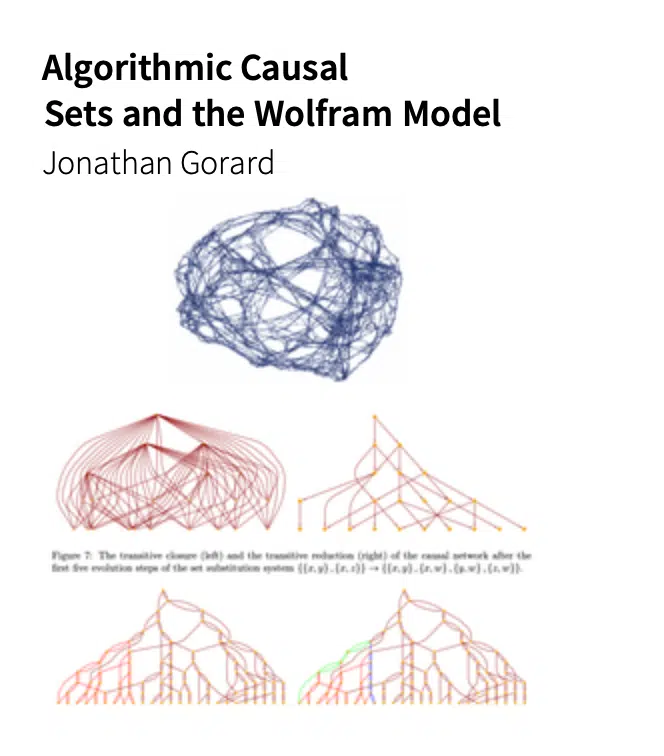 Algorithmic Causal
Sets and the Wolfram Model
Jonathan Gorard
Figure 7: The transitive closure (left) and the transitive reduction (right) of the causal network after the
first five evolution steps of the set substitution system {{x, y} , {x, z}} → {{x, y} , {x, w} , {y, w} , {z, w}}.